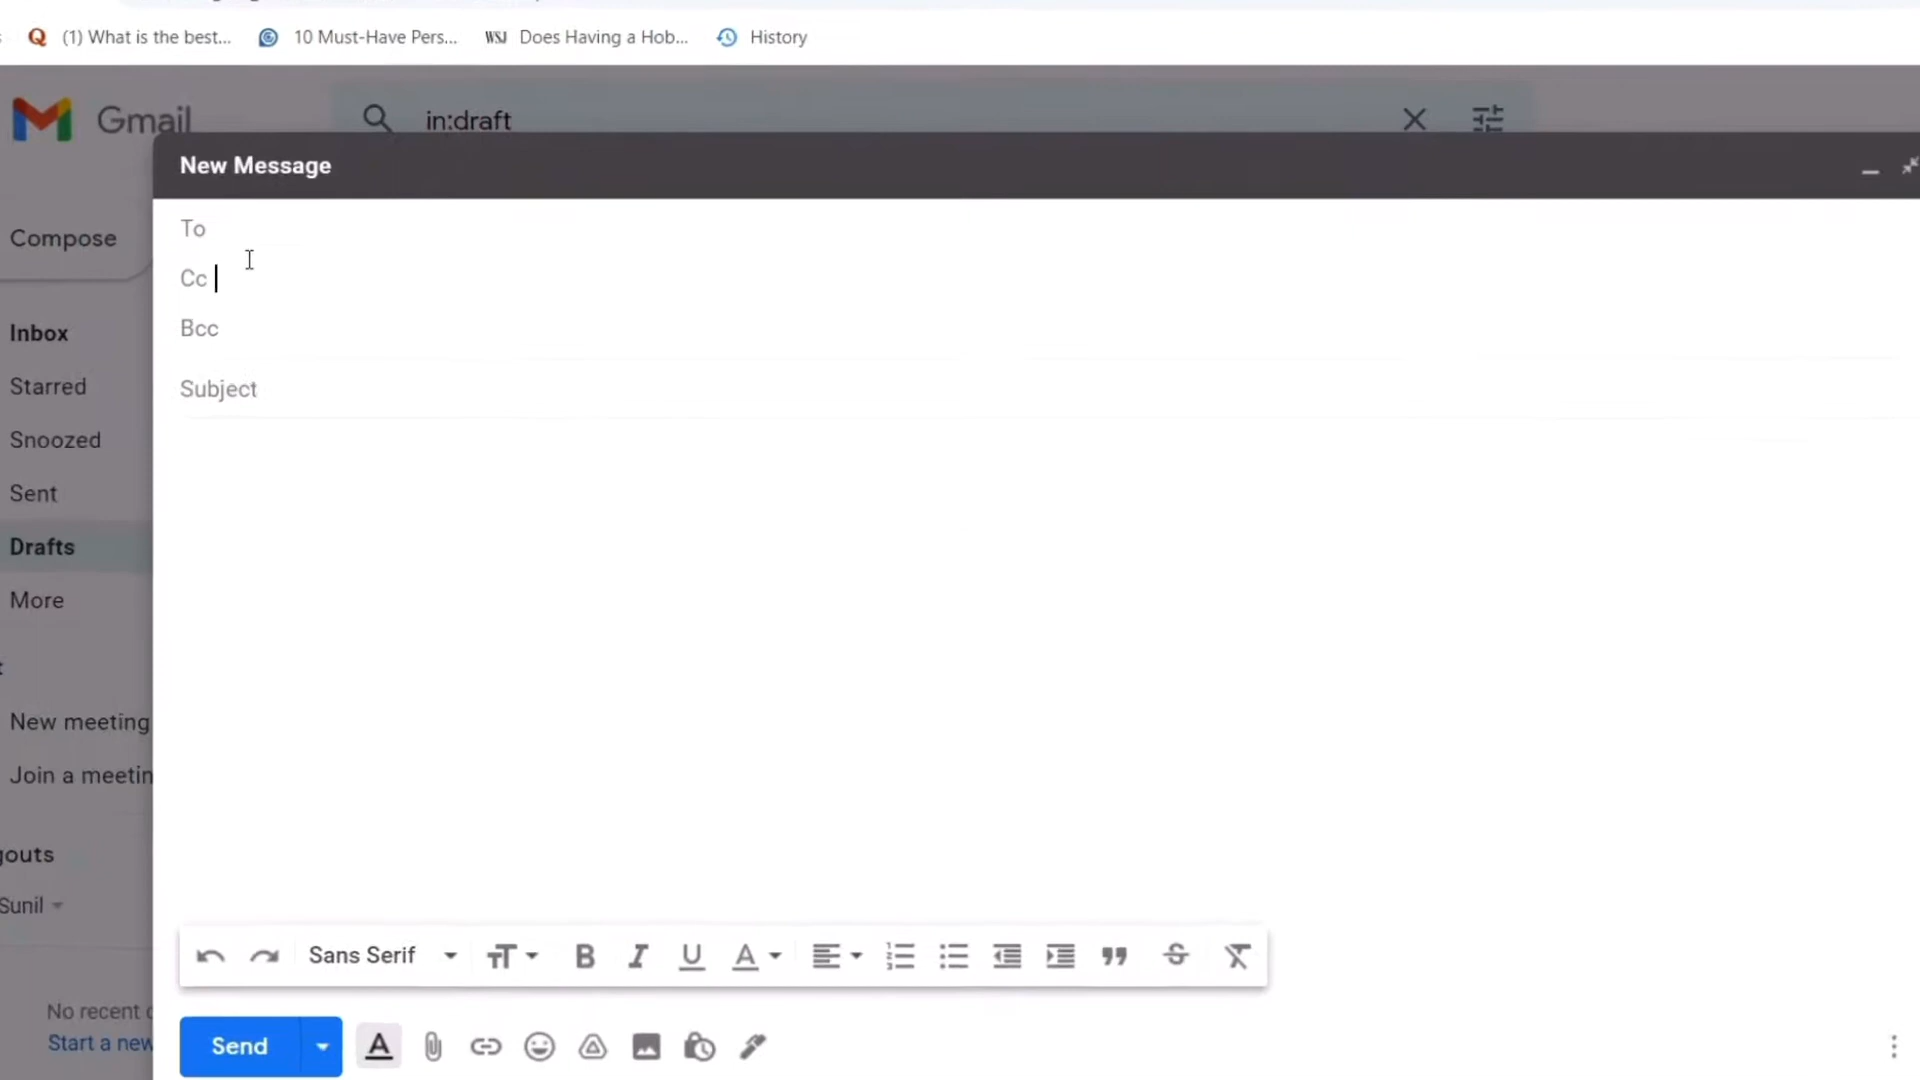 (1) What is the best...
10 Must-Have Pers...
WSJ Does Having a Hob...
History
Gmail
in:draft
New Message
To
Cc
Bcc
Subject
Compose
Inbox
Starred
Snoozed
Sent
Drafts
More
New meeting
Join a meetin
gouts
Sunil
No recent c
Start a new
Sans Serif
Send